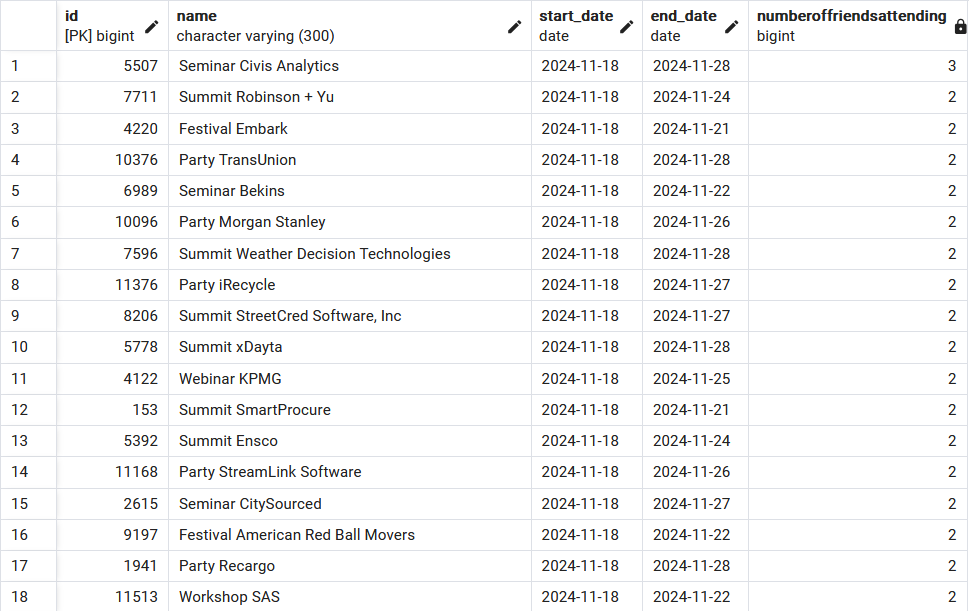 id name start_date end_date numberoffriendsattending
[PK] bigint character varying (300) date date bigint
1 5507 Seminar Civis Analytics 2024-11-18 2024-11-28 3
2 7711 Summit Robinson + Yu 2024-11-18 2024-11-24 2
3 4220 Festival Embark 2024-11-18 2024-11-21 2
4 10376 Party TransUnion 2024-11-18 2024-11-28 2
5 6989 Seminar Bekins 2024-11-18 2024-11-22 2
6 10096 Party Morgan Stanley 2024-11-18 2024-11-26 2
7 7596 Summit Weather Decision Technologies 2024-11-18 2024-11-28 2
8 11376 Party iRecycle 2024-11-18 2024-11-27 2
9 8206 Summit StreetCred Software, Inc 2024-11-18 2024-11-27 2
10 5778 Summit xDayta 2024-11-18 2024-11-28 2
11 4122 Webinar KPMG 2024-11-18 2024-11-25 2
12 153 Summit SmartProcure 2024-11-18 2024-11-21 2
13 5392 Summit Ensco 2024-11-18 2024-11-24 2
14 11168 Party StreamLink Software 2024-11-18 2024-11-26 2
15 2615 Seminar CitySourced 2024-11-18 2024-11-27 2
16 9197 Festival American Red Ball Movers 2024-11-18 2024-11-22 2
17 1941 Party Recargo 2024-11-18 2024-11-28 2
18 11513 Workshop SAS 2024-11-18 2024-11-22 2